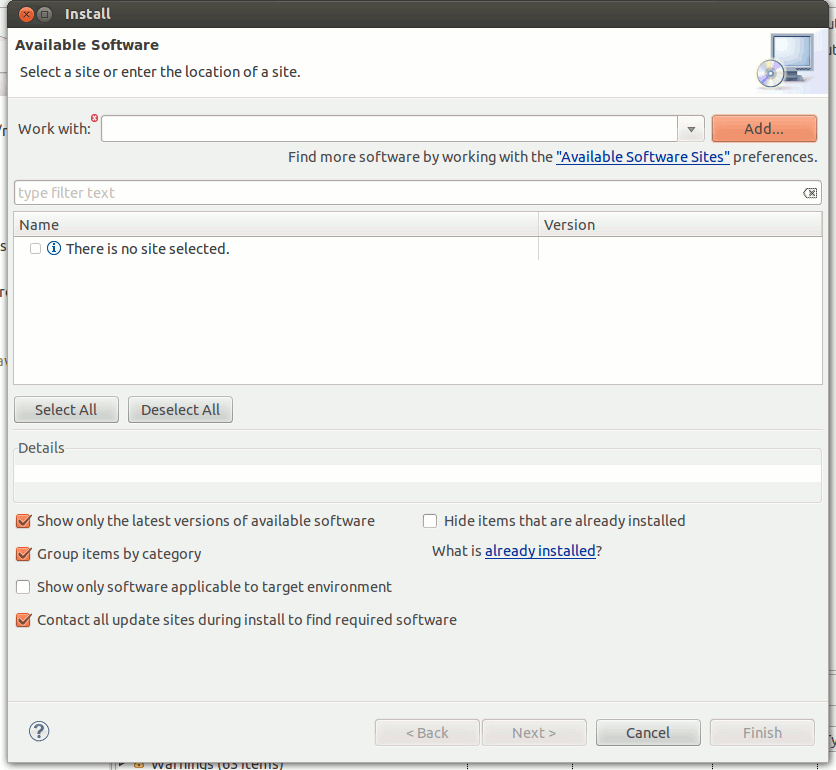 Install
Available Software
Select a site or enter the location of a site.
Work with:
Add...
Find more software by working with the "Available Software Sites" preferences.
type filter text
Name Version
There is no site selected.
Select All Deselect All
Details
Show only the latest versions of available software Hide items that are already installed
Group items by category What is already installed?
Show only software applicable to target environment
Contact all update sites during install to find required software
< Back Next > Cancel Finish
Warnings (63 items)